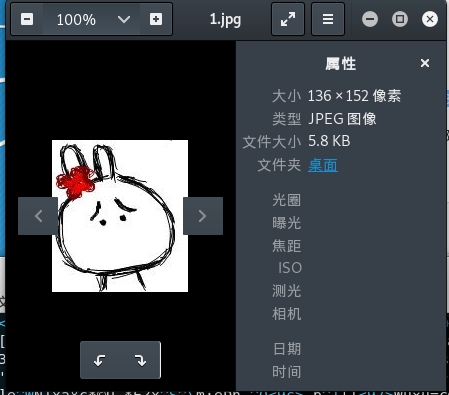 100% 1.jpg
属性
大小 136 × 152 像素
类型 JPEG 图像
文件大小 5.8 KB
文件夹 桌面
光圈
曝光
焦距
ISO
测光
相机
日期
时间